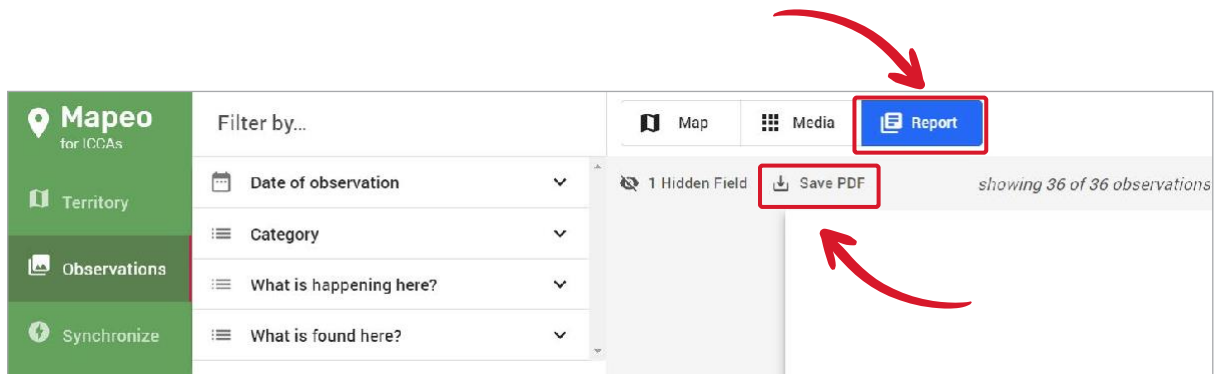 Mapeo
for ICCAs
Territory
Observations
Synchronize
Filter by...
Date of observation
Category
What is happening here?
What is found here?
Map
Media
Report
1 Hidden Field
Save PDF
showing 36 of 36 observations